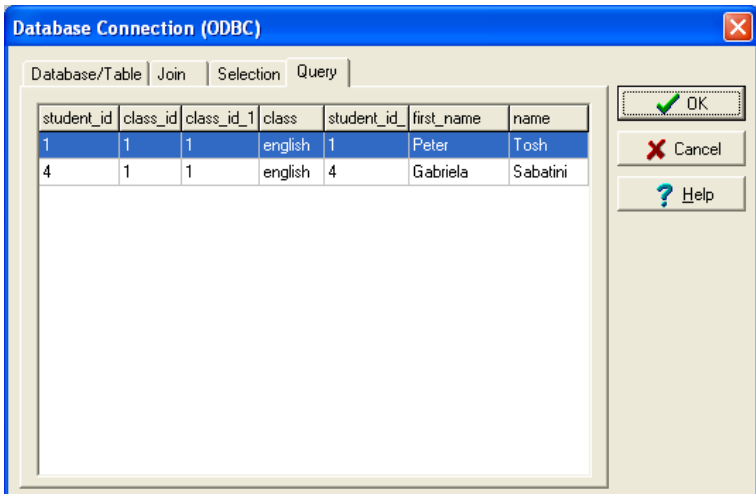 Database Connection (ODBC)
Database/Table Join Selection Query
student_id class_id class_id_1 class student_id_ first_name name
1 1 1 english 1 Peter Tosh
4 1 1 english 4 Gabriela Sabatini
OK
Cancel
Help